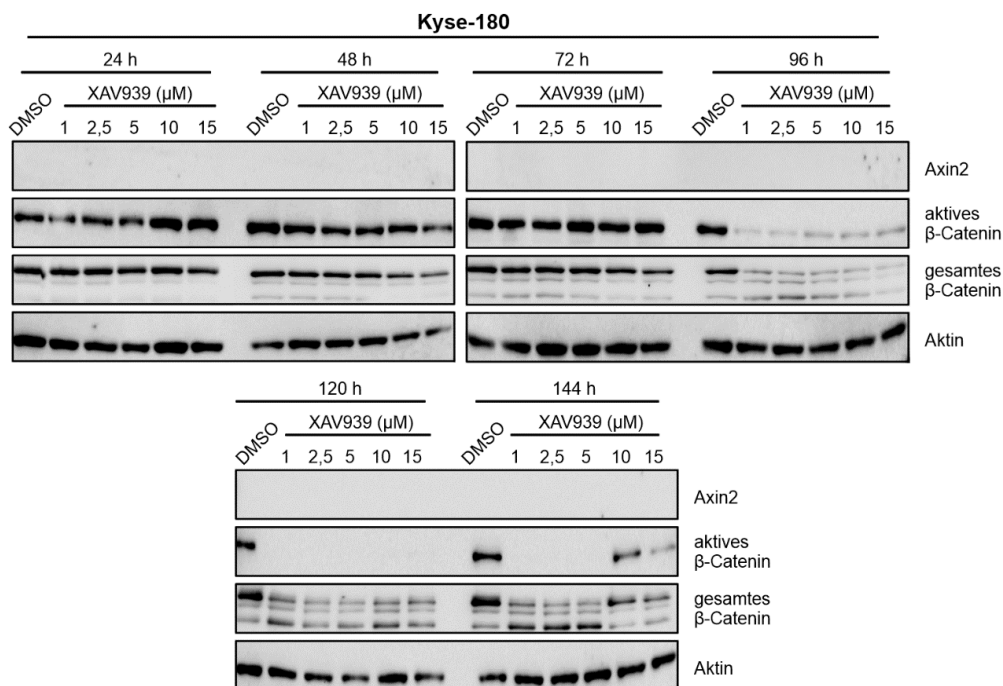 Kyse-180
24 h 48 h 72 h 96 h
XAV939 (µM) XAV939 (µM) XAV939 (µM) XAV939 (µM)
DMSO 1 2,5 5 10 15 DMSO 1 2,5 5 10 15 DMSO 1 2,5 5 10 15 DMSO 1 2,5 5 10 15
Axin2
aktives
β-Catenin
gesamtes
β-Catenin
Aktin
120 h 144 h
XAV939 (µM) XAV939 (µM)
DMSO 1 2,5 5 10 15 DMSO 1 2,5 5 10 15
Axin2
aktives
β-Catenin
gesamtes
β-Catenin
Aktin